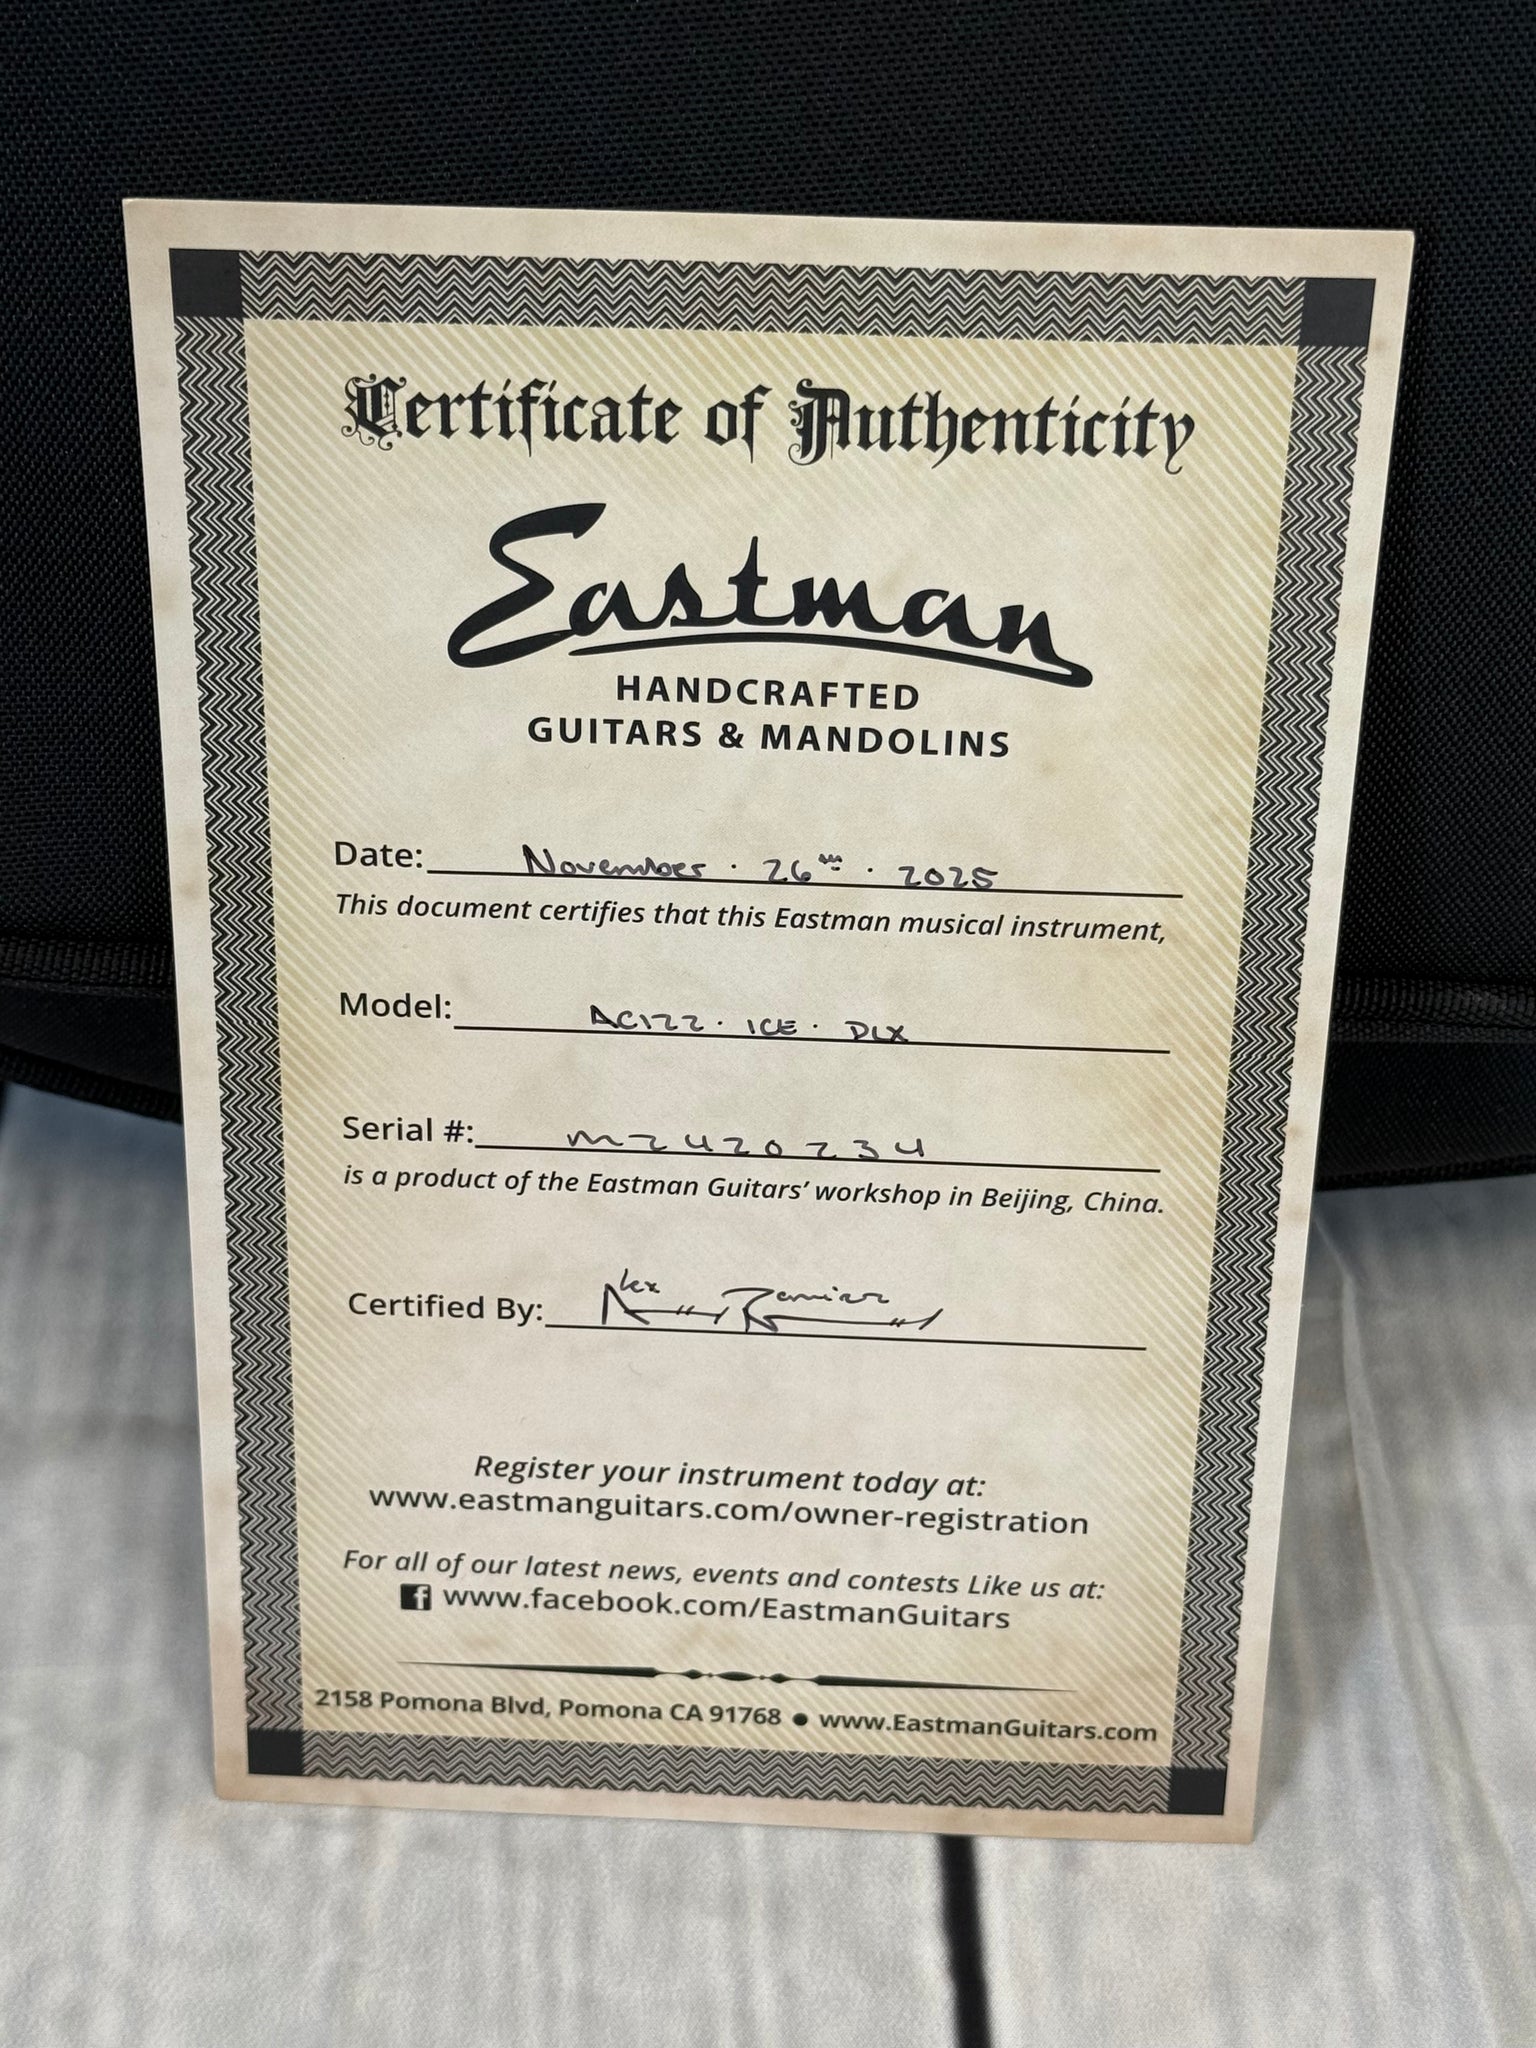 Certificate of Authenticity
Eastman
HANDCRAFTED
GUITARS & MANDOLINS
Date: November · 26th · 2025
This document certifies that this Eastman musical instrument,
Model: AC122 · 1CE · DLX
Serial #: M2420234
is a product of the Eastman Guitars’ workshop in Beijing, China.
Certified By: Alex Ramirez
Register your instrument today at:
www.eastmanguitars.com/owner-registration
For all of our latest news, events and contests Like us at:
f www.facebook.com/EastmanGuitars
2158 Pomona Blvd, Pomona CA 91768 ● www.EastmanGuitars.com